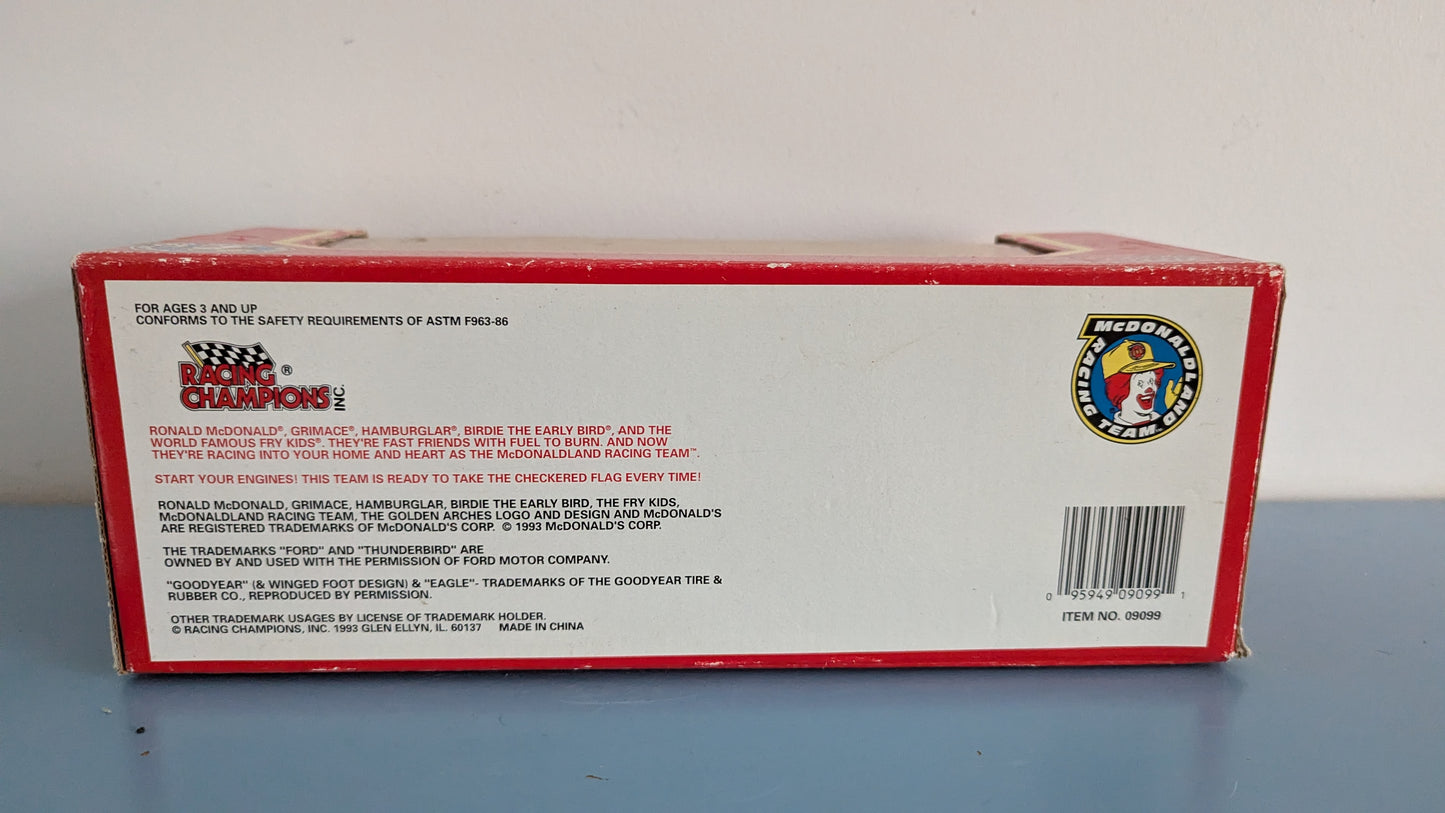 FOR AGES 3 AND UP
CONFORMS TO THE SAFETY REQUIREMENTS OF ASTM F963-86
RACING ®
CHAMPIONS INC.
RONALD McDONALD®, GRIMACE®, HAMBURGLAR®, BIRDIE THE EARLY BIRD®, AND THE
WORLD FAMOUS FRY KIDS®. THEY'RE FAST FRIENDS WITH FUEL TO BURN. AND NOW
THEY'RE RACING INTO YOUR HOME AND HEART AS THE McDONALDLAND RACING TEAM™.
START YOUR ENGINES! THIS TEAM IS READY TO TAKE THE CHECKERED FLAG EVERY TIME!
RONALD McDONALD, GRIMACE, HAMBURGLAR, BIRDIE THE EARLY BIRD, THE FRY KIDS,
McDONALDLAND RACING TEAM, THE GOLDEN ARCHES LOGO AND DESIGN AND McDONALD'S
ARE REGISTERED TRADEMARKS OF McDONALD'S CORP. © 1993 McDONALD'S CORP.
THE TRADEMARKS "FORD" AND "THUNDERBIRD" ARE
OWNED BY AND USED WITH THE PERMISSION OF FORD MOTOR COMPANY.
"GOODYEAR" (& WINGED FOOT DESIGN) & "EAGLE"- TRADEMARKS OF THE GOODYEAR TIRE &
RUBBER CO., REPRODUCED BY PERMISSION.
OTHER TRADEMARK USAGES BY LICENSE OF TRADEMARK HOLDER.
© RACING CHAMPIONS, INC. 1993 GLEN ELLYN, IL. 60137 MADE IN CHINA
McDONALDLAND
RACING TEAM™
0 95949 09099 1
ITEM NO. 09099